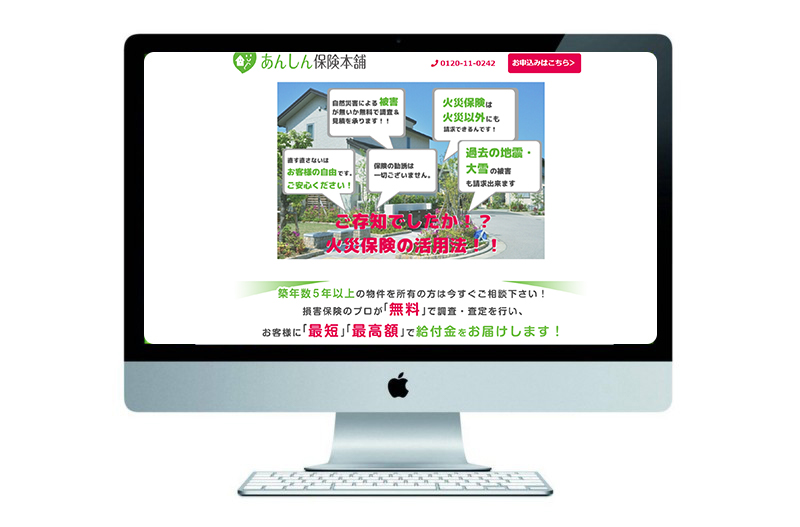 あんしん保険本舗
0120-11-0242
お申込みはこちら>
自然災害による 被害
が無いか無料で調査＆
見積を承ります！！
火災保険は
火災以外にも
請求できるんです！
直す直さないは
お客様の自由です。
ご安心ください！
保険の勧誘は
一切ございません。
過去の地震・
大雪の被害
も請求出来ます
ご存知でしたか！？
火災保険の活用法！！
築年数5年以上の物件を所有の方は今すぐご相談下さい！
損害保険のプロが「無料」で調査・査定を行い、
お客様に「最短」「最高額」で給付金をお届けします！